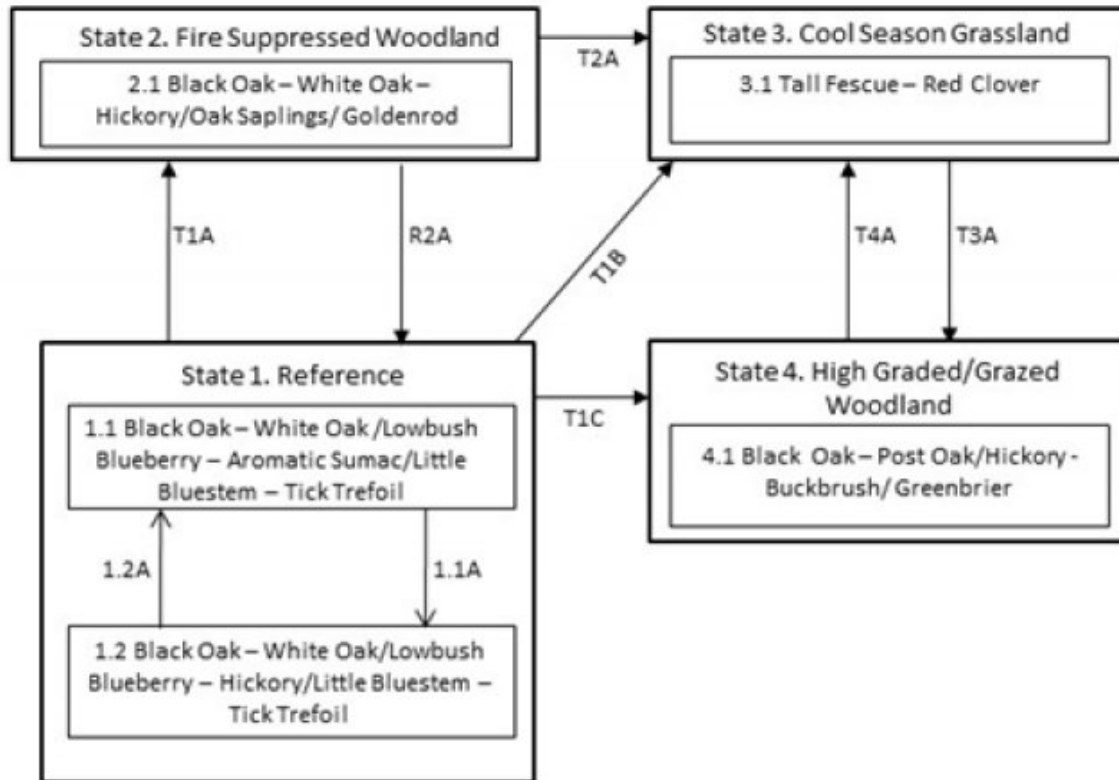 State 2. Fire Suppressed Woodland
2.1 Black Oak – White Oak –
Hickory/Oak Saplings/ Goldenrod
T2A
State 3. Cool Season Grassland
3.1 Tall Fescue – Red Clover
T1A
R2A
T1B
T4A
T3A
State 1. Reference
1.1 Black Oak – White Oak /Lowbush
Blueberry – Aromatic Sumac/Little
Bluestem – Tick Trefoil
1.2A
1.1A
1.2 Black Oak – White Oak/Lowbush
Blueberry – Hickory/Little Bluestem –
Tick Trefoil
T1C
State 4. High Graded/Grazed
Woodland
4.1 Black Oak – Post Oak/Hickory -
Buckbrush/ Greenbrier